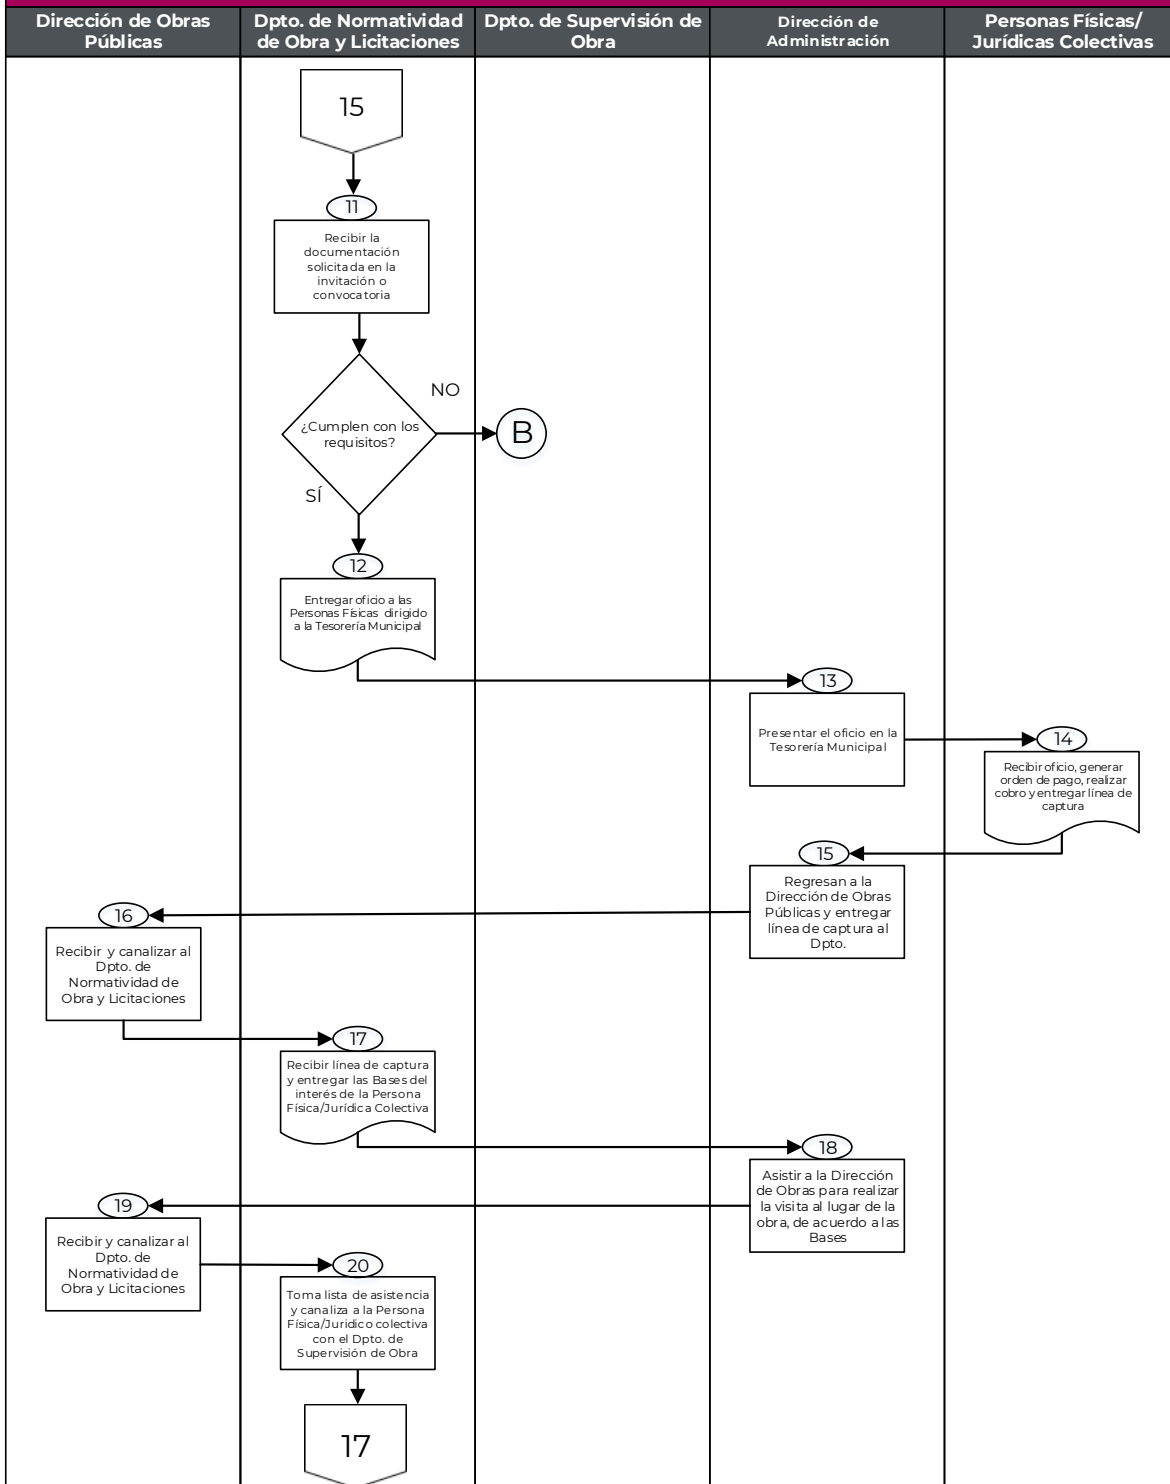 Dirección de Obras
Públicas
Dpto. de Normatividad
de Obra y Licitaciones
Dpto. de Supervisión de
Obra
Dirección de
Administración
Personas Físicas/
Jurídicas Colectivas
15
11
Recibir la
documentación
solicitada en la
invitación o
convocatoria
¿Cumplen con los
requisitos?
NO
B
SÍ
12
Entregar oficio a las
Personas Físicas dirigido
a la Tesorería Municipal
13
Presentar el oficio en la
Tesorería Municipal
14
Recibir oficio, generar
orden de pago, realizar
cobro y entregar línea de
captura
15
Regresan a la
Dirección de Obras
Públicas y entregar
línea de captura al
Dpto.
16
Recibir y canalizar al
Dpto. de
Normatividad de
Obra y Licitaciones
17
Recibir línea de captura
y entregar las Bases del
interés de la Persona
Física/Jurídica Colectiva
18
Asistir a la Dirección
de Obras para realizar
la visita al lugar de la
obra, de acuerdo a las
Bases
19
Recibir y canalizar al
Dpto. de
Normatividad de
Obra y Licitaciones
20
Toma lista de asistencia
y canaliza a la Persona
Física/Juridico colectiva
con el Dpto. de
Supervisión de Obra
17